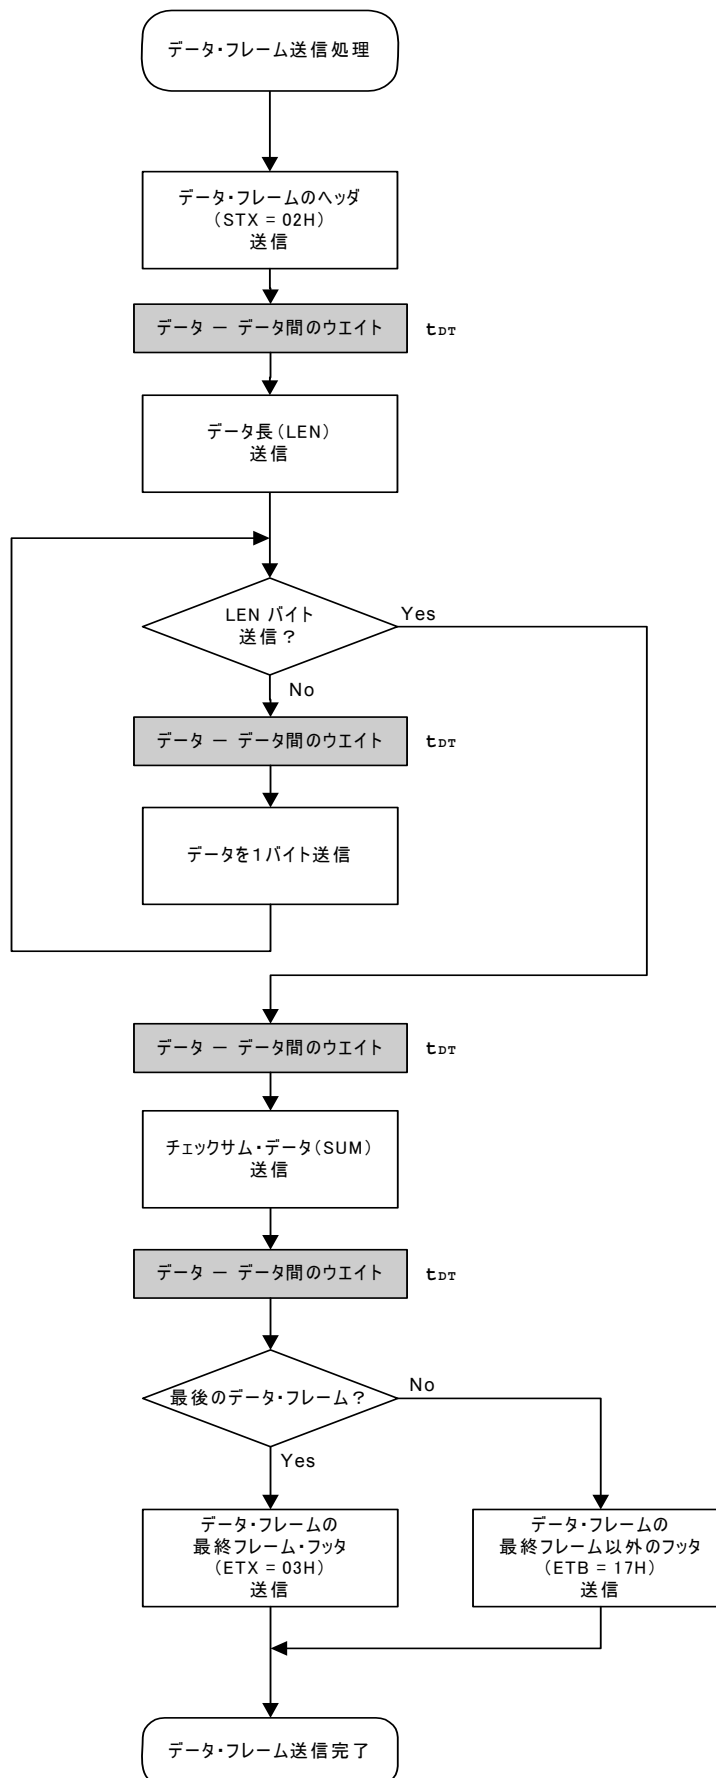 データ・フレーム送信処理
データ・フレームのヘッダ
(STX = 02H)
送信
データ － データ間のウエイト
tDT
データ長(LEN)
送信
LEN バイト
送信？
Yes
No
データ － データ間のウエイト
tDT
データを1バイト送信
データ － データ間のウエイト
tDT
チェックサム・データ(SUM)
送信
データ － データ間のウエイト
tDT
最後のデータ・フレーム？
No
Yes
データ・フレームの
最終フレーム・フッタ
(ETX = 03H)
送信
データ・フレームの
最終フレーム以外のフッタ
(ETB = 17H)
送信
データ・フレーム送信完了